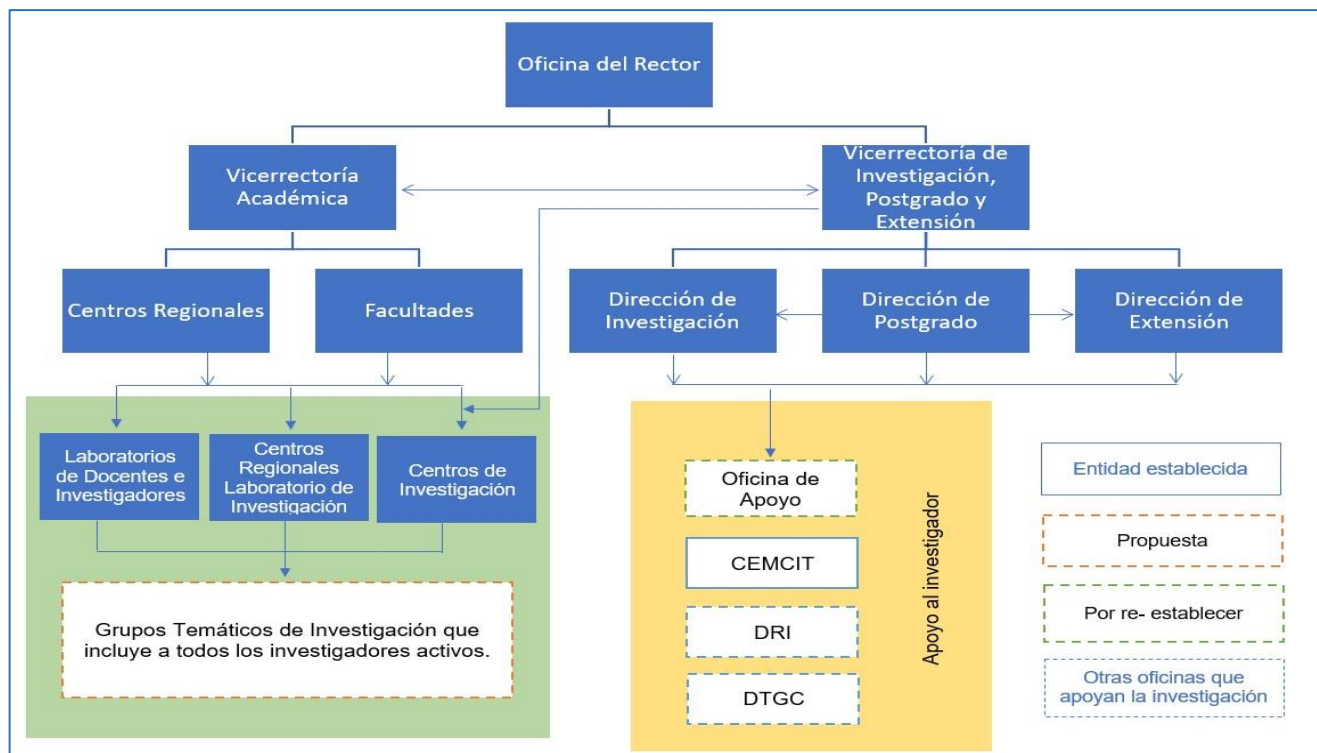 Oficina del Rector
Vicerrectoría
Académica
Vicerrectoría de
Investigación,
Postgrado y
Extensión
Centros Regionales
Facultades
Dirección de
Investigación
Dirección de
Postgrado
Dirección de
Extensión
Laboratorios
de Docentes e
Investigadores
Centros
Regionales
Laboratorio de
Investigación
Centros de
Investigación
Grupos Temáticos de Investigación que
incluye a todos los investigadores activos.
Oficina de
Apoyo
CEMCIT
DRI
DTGC
Apoyo al investigador
Entidad establecida
Propuesta
Por re- establecer
Otras oficinas que
apoyan la investigación